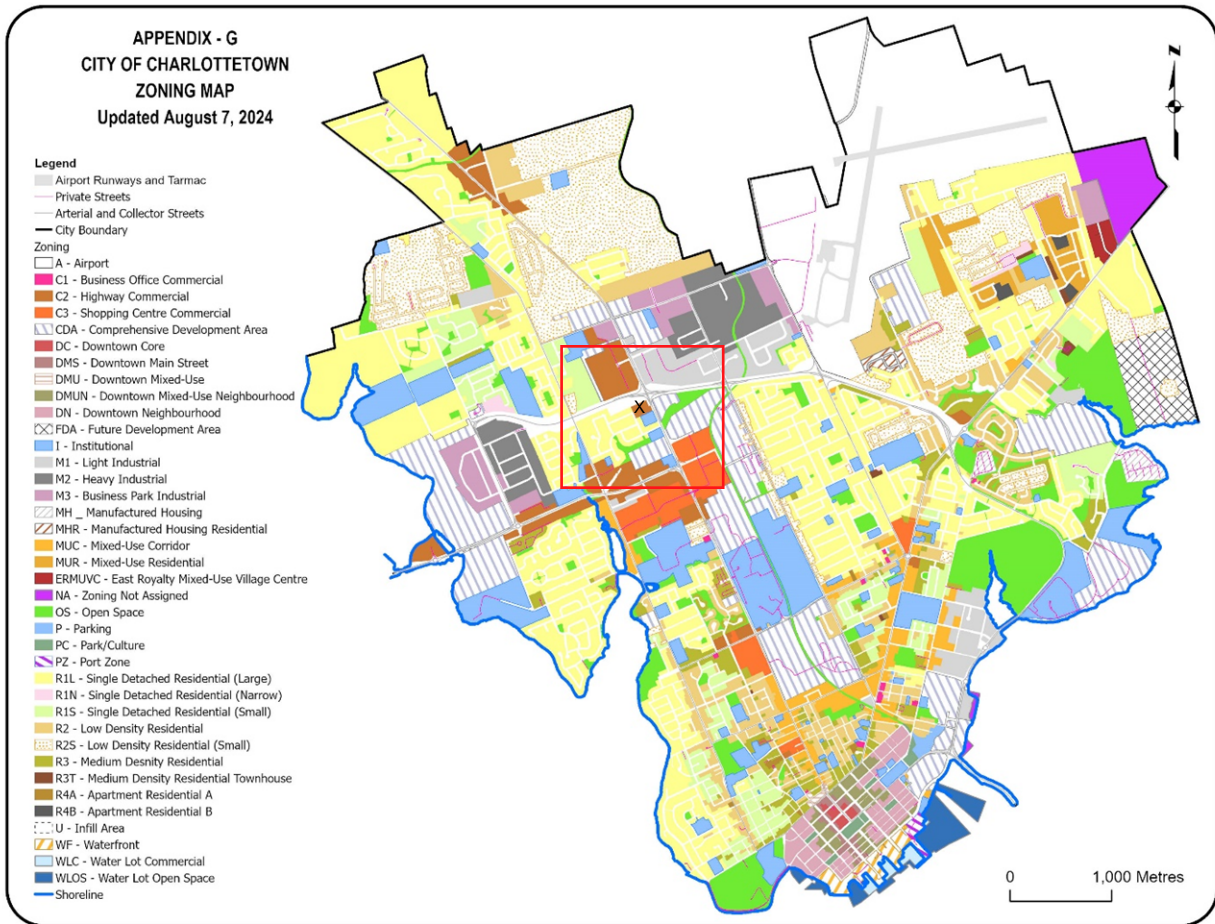 APPENDIX - G
CITY OF CHARLOTTETOWN
ZONING MAP
Updated August 7, 2024
Z
Legend
Airport Runways and Tarmac
Private Streets
Arterial and Collector Streets
City Boundary
Zoning
A - Airport
C1 - Business Office Commercial
C2 - Highway Commercial
C3 - Shopping Centre Commercial
CDA - Comprehensive Development Area
DC - Downtown Core
DMS - Downtown Main Street
DMU - Downtown Mixed-Use
DMUN - Downtown Mixed-Use Neighbourhood
DN - Downtown Neighbourhood
FDA - Future Development Area
I - Institutional
M1 - Light Industrial
M2 - Heavy Industrial
M3 - Business Park Industrial
MH _ Manufactured Housing
MHR - Manufactured Housing Residential
MUC - Mixed-Use Corridor
MUR - Mixed-Use Residential
ERMUVC - East Royalty Mixed-Use Village Centre
NA - Zoning Not Assigned
OS - Open Space
P - Parking
PC - Park/Culture
PZ - Port Zone
R1L - Single Detached Residential (Large)
R1N - Single Detached Residential (Narrow)
R1S - Single Detached Residential (Small)
R2 - Low Density Residential
R2S - Low Density Residential (Small)
R3 - Medium Desnity Residential
R3T - Medium Density Residential Townhouse
R4A - Apartment Residential A
R4B - Apartment Residential B
U - Infill Area
WF - Waterfront
WLC - Water Lot Commercial
WLOS - Water Lot Open Space
Shoreline
X
0 1,000 Metres